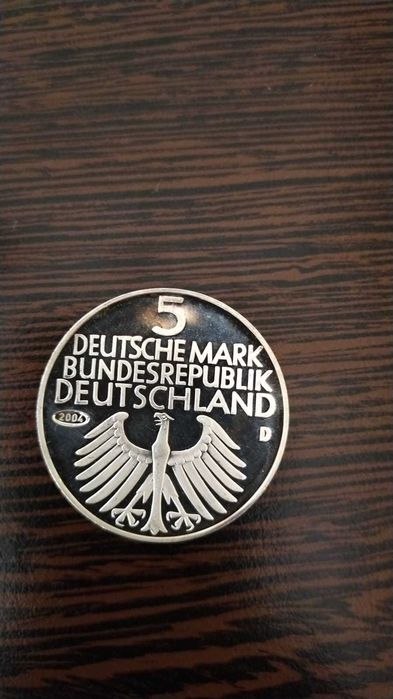 5
DEUTSCHE MARK
BUNDESREPUBLIK
DEUTSCHLAND
2004
D